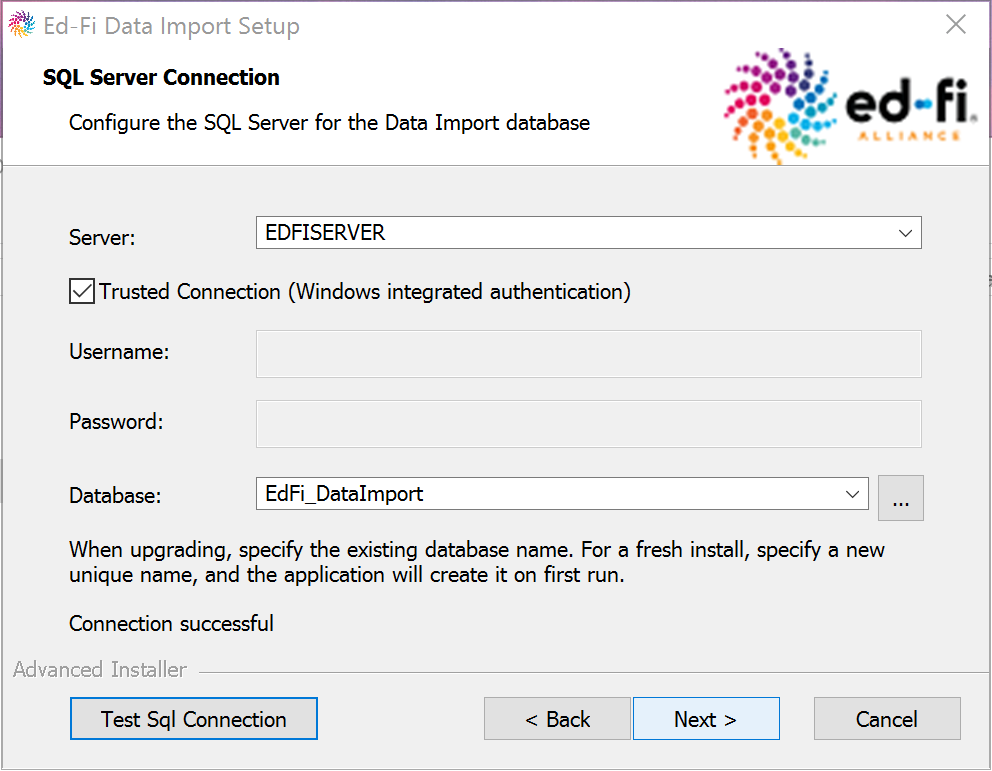 Ed-Fi Data Import Setup
SQL Server Connection
Configure the SQL Server for the Data Import database
ed-fi®
ALLIANCE
Server:
EDFISERVER
Trusted Connection (Windows integrated authentication)
Username:
Password:
Database:
EdFi_DataImport
...
When upgrading, specify the existing database name. For a fresh install, specify a new
unique name, and the application will create it on first run.
Connection successful
Advanced Installer
Test Sql Connection
< Back
Next >
Cancel